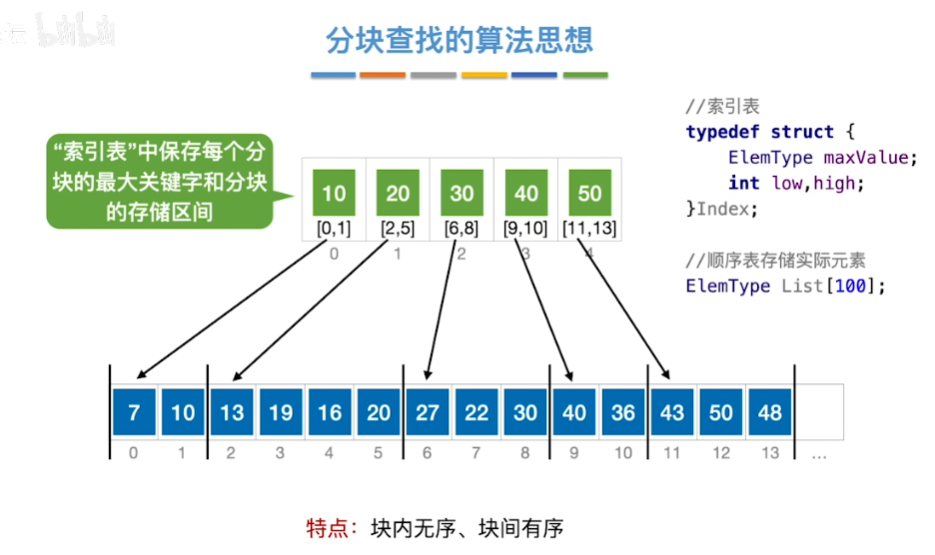 bilibili
分块查找的算法思想
“索引表”中保存每个分
块的最大关键字和分块
的存储区间
10 20 30 40 50
[0,1] [2,5] [6,8] [9,10] [11,13]
0 1 2 3 4
//索引表
typedef struct {
ElemType maxValue;
int low,high;
}Index;
//顺序表存储实际元素
ElemType List[100];
7 10 13 19 16 20 27 22 30 40 36 43 50 48
0 1 2 3 4 5 6 7 8 9 10 11 12 13 ...
特点：块内无序、块间有序